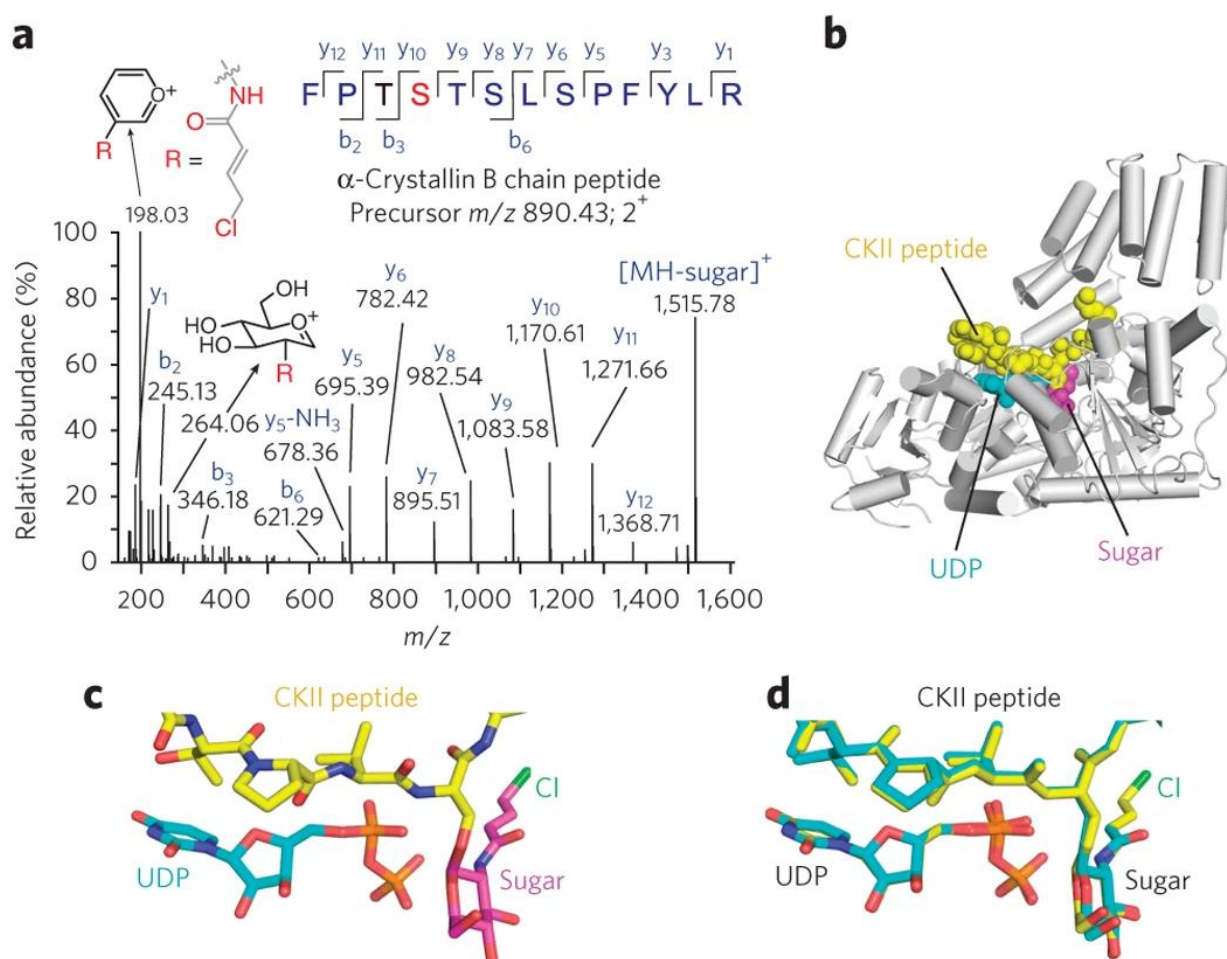 a
y12 y11 y10 y9 y8 y7 y6 y5 y3 y1
F P T S T S L S P F Y L R
b2 b3 b6
α-Crystallin B chain peptide
Precursor m/z 890.43; 2+
O+
R
R =
NH
O
Cl
198.03
Relative abundance (%)
100
80
60
40
20
0
y1
b2
245.13
264.06
OH
HO
HO
O+
R
b3
346.18
y5-NH3
678.36
b6
621.29
y5
695.39
y6
782.42
y7
895.51
y8
982.54
y9
1,083.58
y10
1,170.61
y11
1,271.66
y12
1,368.71
[MH-sugar]+
1,515.78
200 400 600 800 1,000 1,200 1,400 1,600
m/z
b
CKII peptide
UDP
Sugar
c
CKII peptide
Cl
UDP
Sugar
d
CKII peptide
Cl
UDP
Sugar